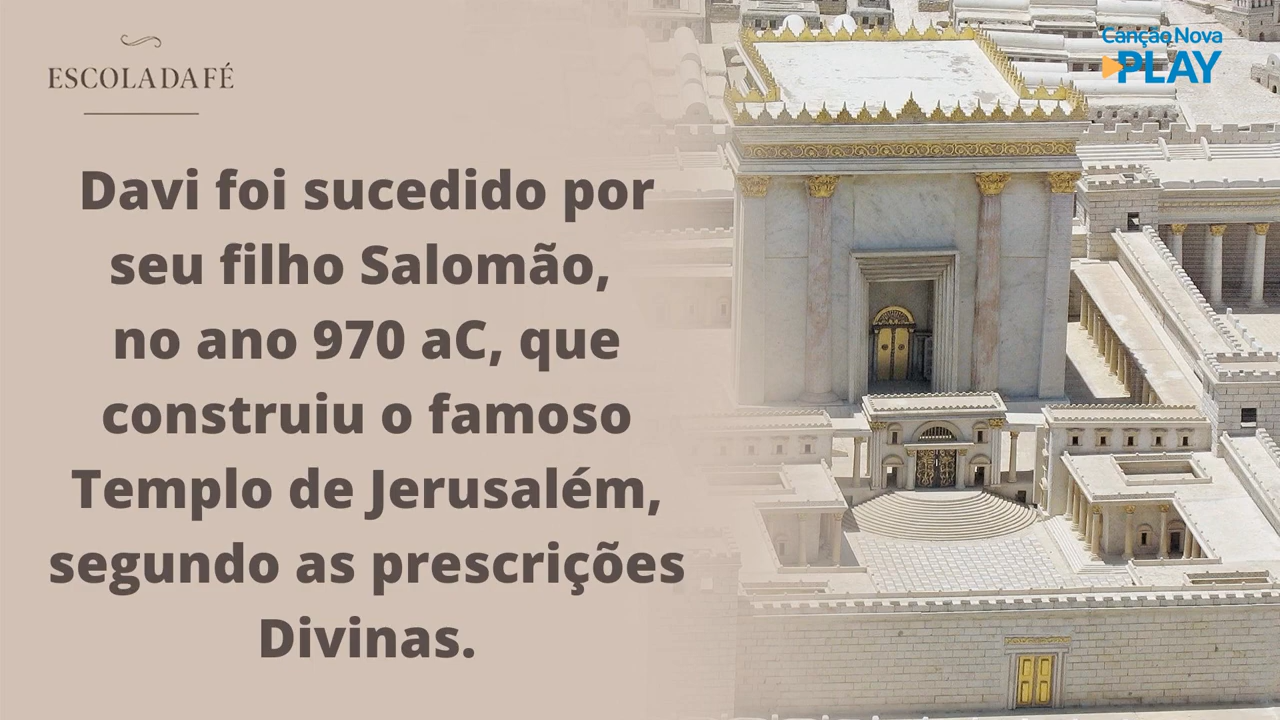 ESCOLADAFÉ
Canção Nova
PLAY
Davi foi sucedido por
seu filho Salomão,
no ano 970 aC, que
construiu o famoso
Templo de Jerusalém,
segundo as prescrições
Divinas.